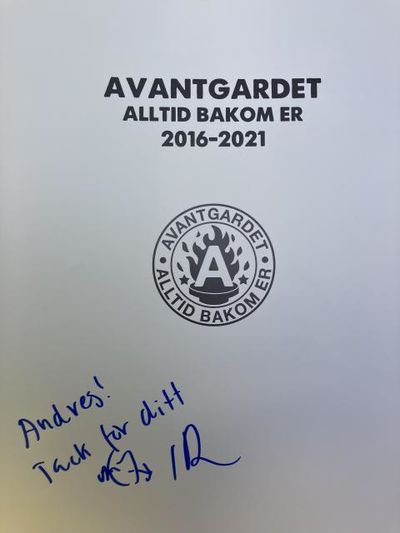 AVANTGARDET
ALLTID BAKOM ER
2016-2021
AVANTGARDET
A
ALLTID BAKOM ER
Andres!
Tack för ditt